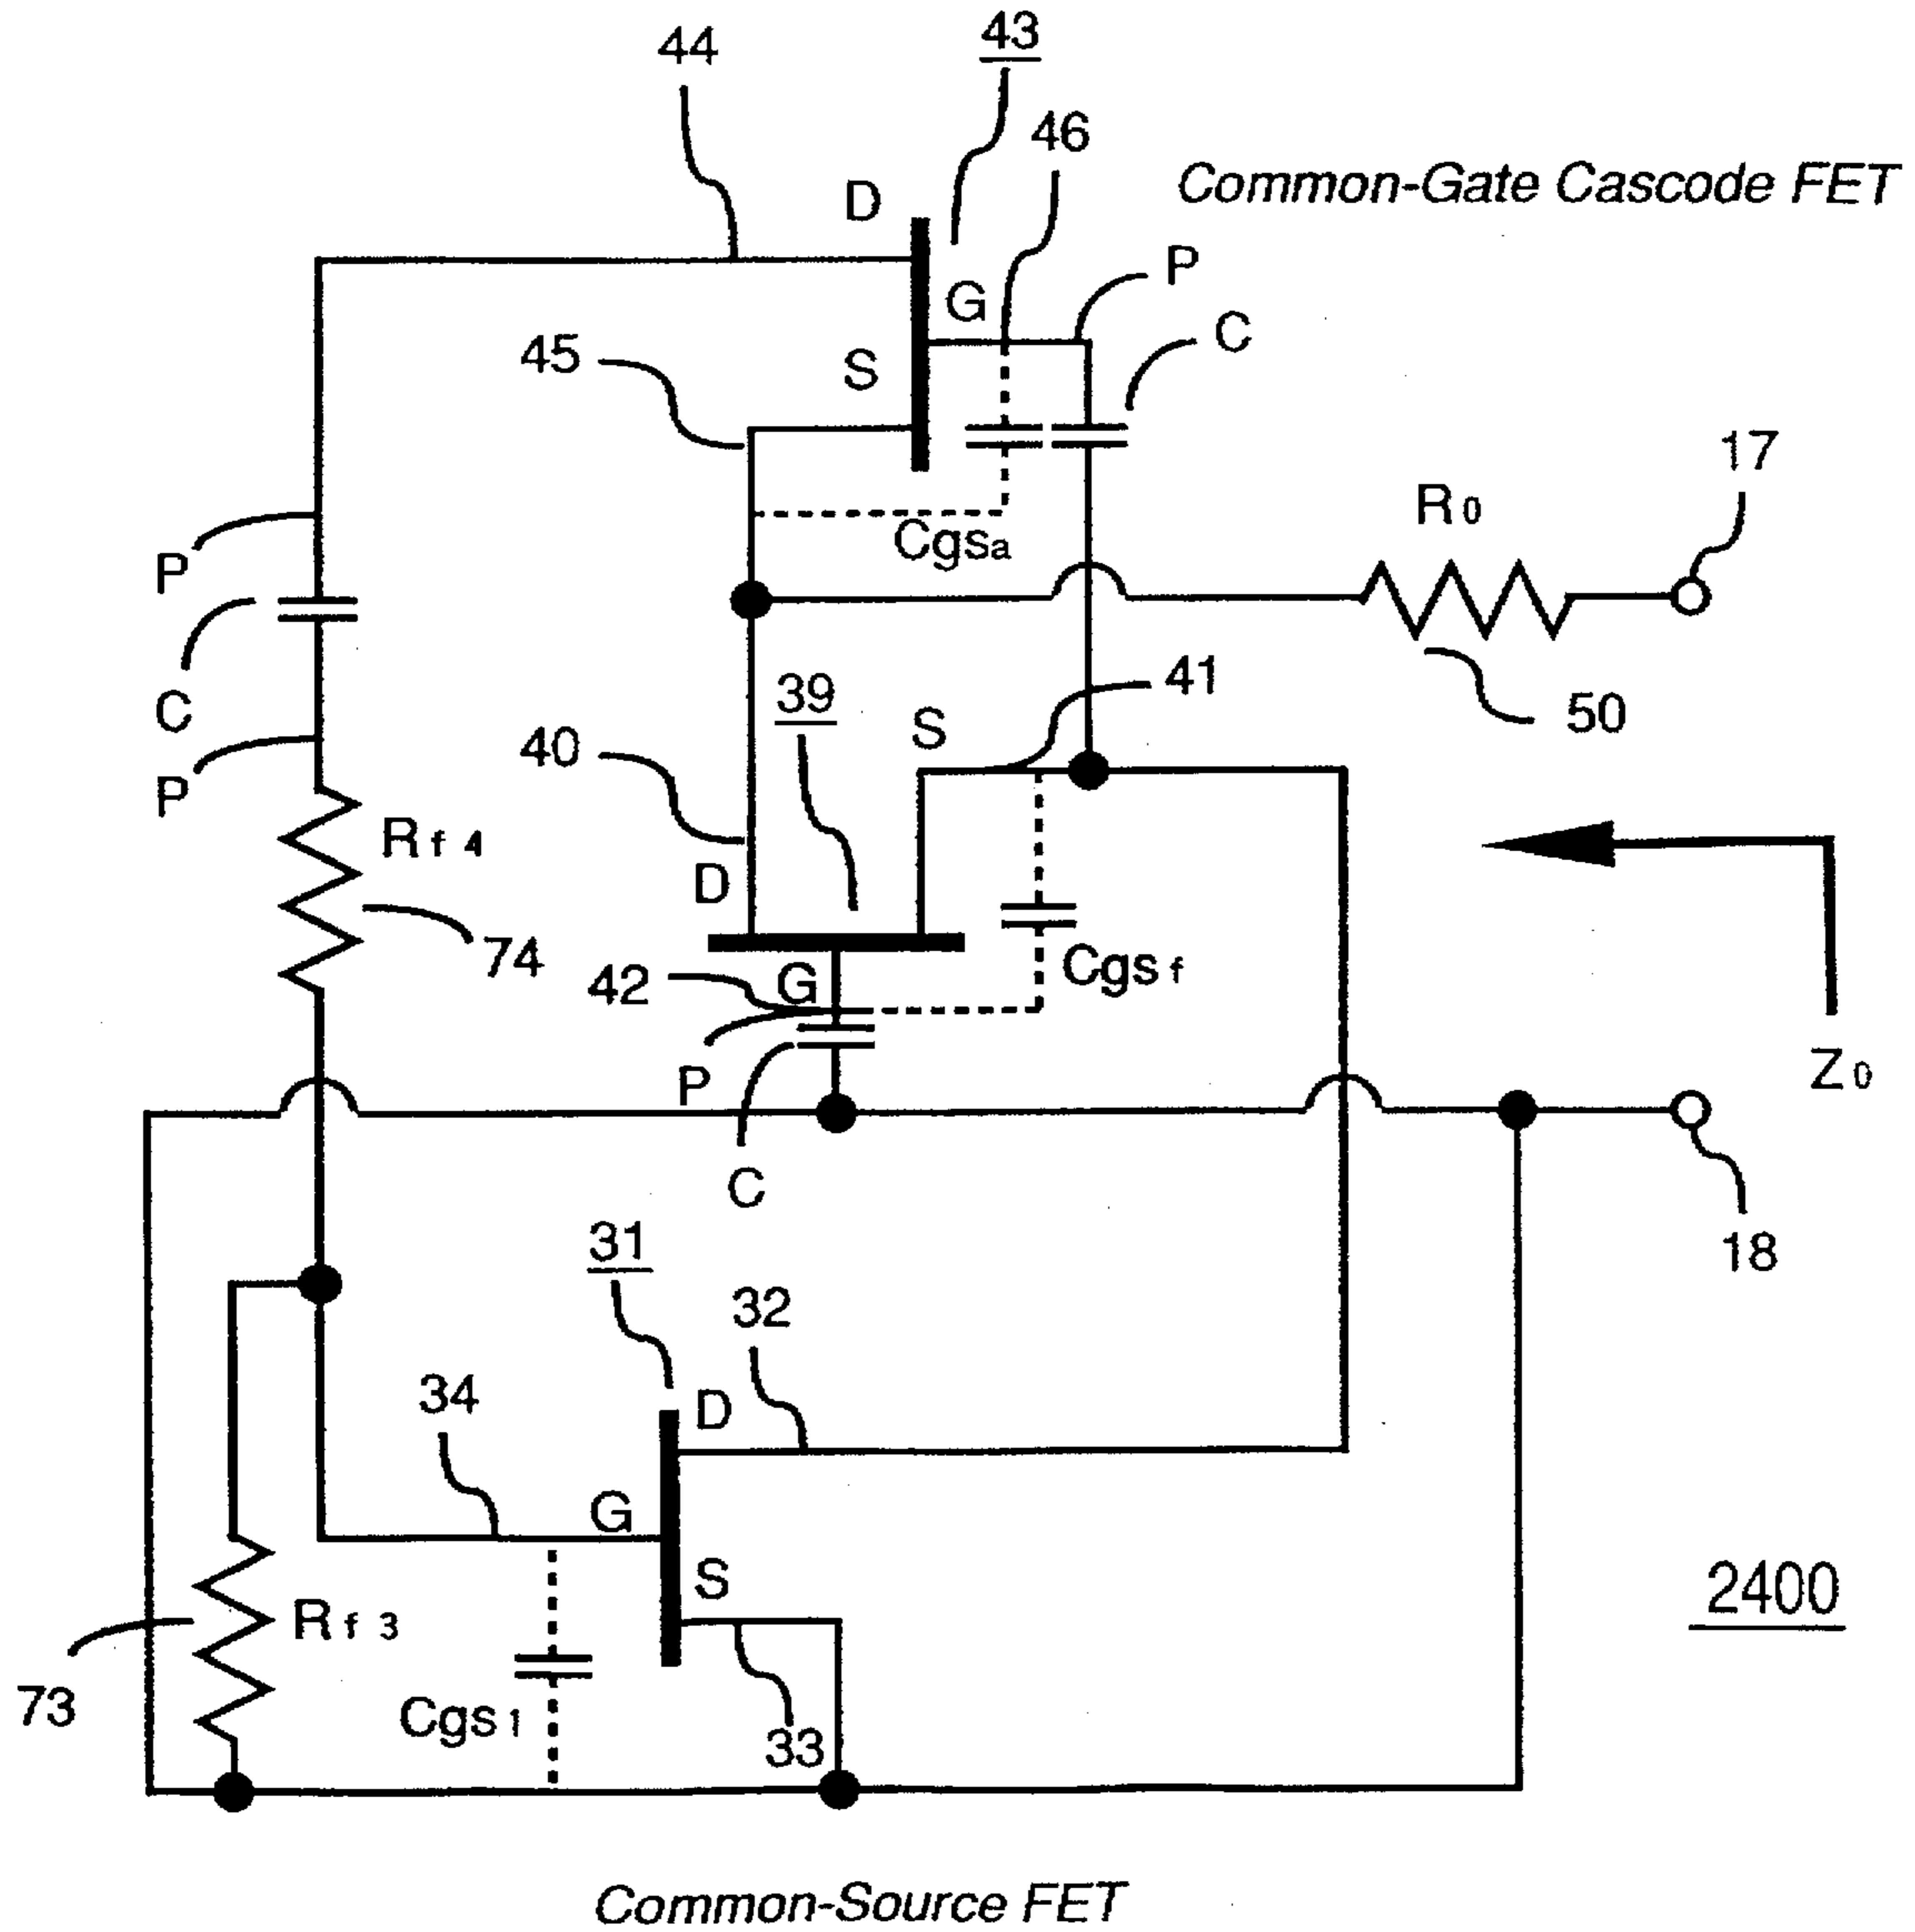 44
43
46
Common-Gate Cascode FET
D
P
G
C
45
S
17
R0
Cgsa
P
C
39
41
50
S
40
P
Rf4
D
74
42
G
Cgsf
P
Z0
C
18
31
32
34
D
G
S
2400
Rf3
73
Cgs1
33
Common-Source FET